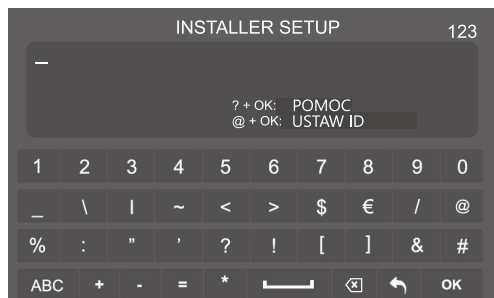 INSTALLER SETUP 123
_
? + OK: POMOC
@ + OK: USTAW ID
1 2 3 4 5 6 7 8 9 0
_ \ | ~ < > $ € / @
% : " ' ? ! [ ] & #
ABC + - = * OK